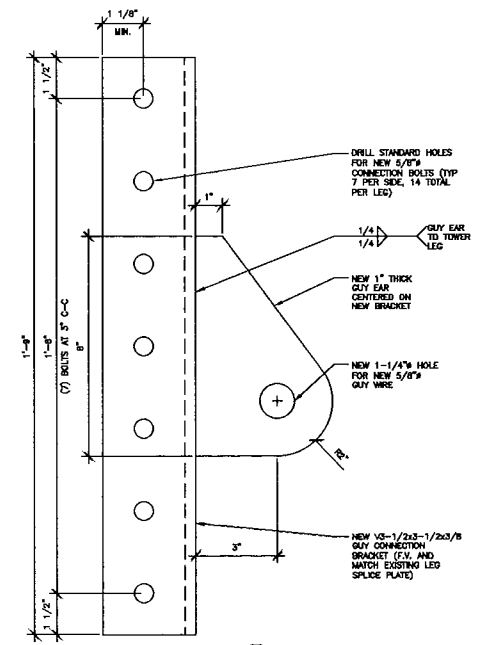 1 1/8"
MIN.
1 1/2"
DRILL STANDARD HOLES
FOR NEW 5/8"ø
CONNECTION BOLTS (TYP
7 PER SIDE, 14 TOTAL
PER LEG)
1"
1/4
1/4
GUY EAR
TO TOWER
LEG
NEW 1" THICK
GUY EAR
CENTERED ON
NEW BRACKET
1'-9"
1'-6"
(7) BOLTS AT 3" C-C
8"
NEW 1-1/4"ø HOLE
FOR NEW 5/8"ø
GUY WIRE
R2"
3"
NEW V3-1/2x3-1/2x3/8
GUY CONNECTION
BRACKET (F.V. AND
MATCH EXISTING LEG
SPLICE PLATE)
1 1/2"